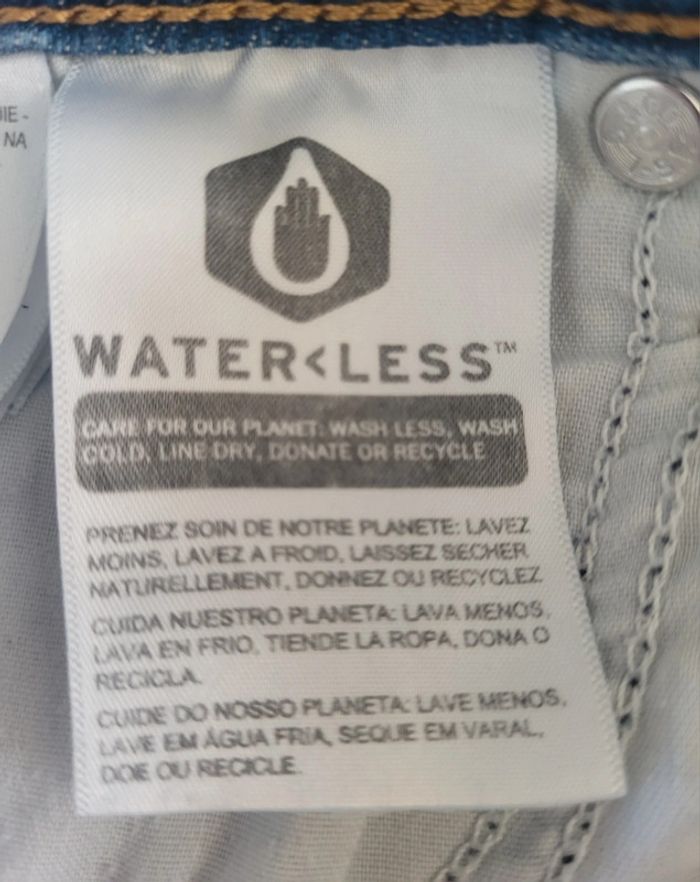 NA
WATER<LESS™
CARE FOR OUR PLANET: WASH LESS, WASH
COLD, LINE DRY, DONATE OR RECYCLE
PRENEZ SOIN DE NOTRE PLANETE: LAVEZ
MOINS, LAVEZ A FROID, LAISSEZ SECHER
NATURELLEMENT, DONNEZ OU RECYCLEZ
CUIDA NUESTRO PLANETA: LAVA MENOS,
LAVA EN FRIO, TIENDE LA ROPA, DONA O
RECICLA.
CUIDE DO NOSSO PLANETA: LAVE MENOS,
LAVE EM ÁGUA FRIA, SEQUE EM VARAL,
DOE OU RECICLE.